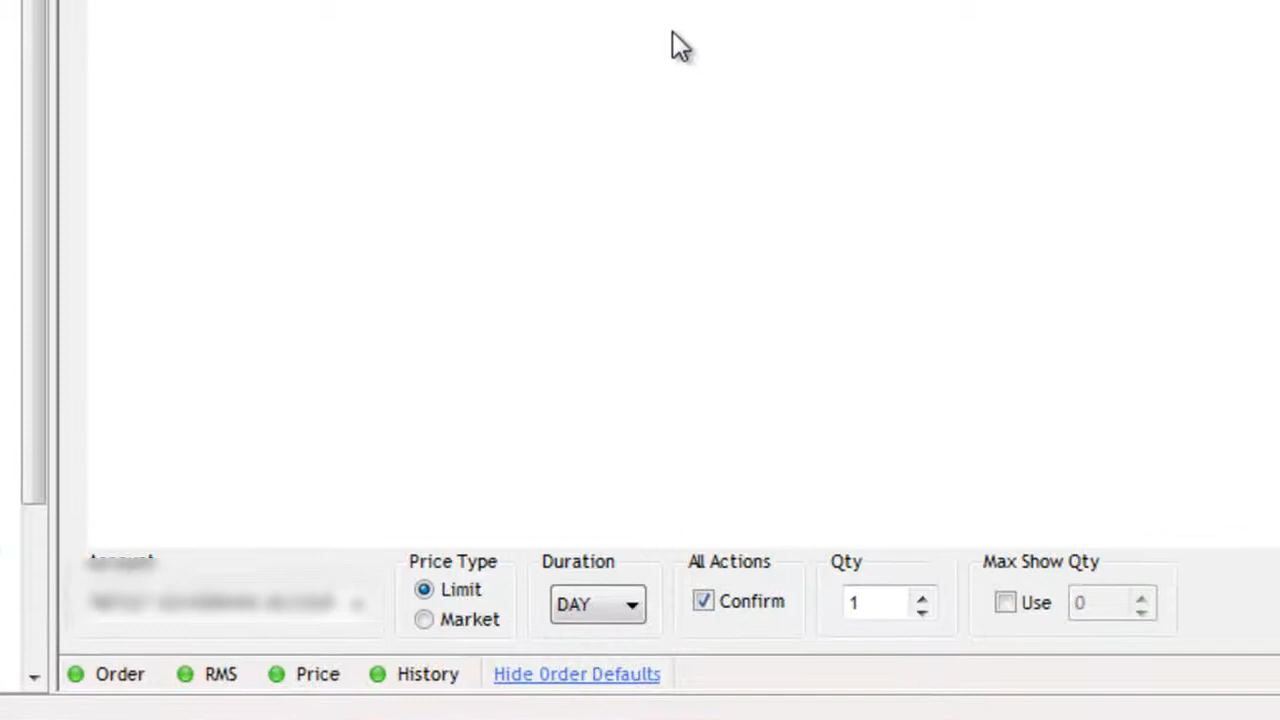 Account
Price Type
Limit
Market
Duration
DAY
All Actions
Confirm
Qty
1
Max Show Qty
Use
0
Order
RMS
Price
History
Hide Order Defaults